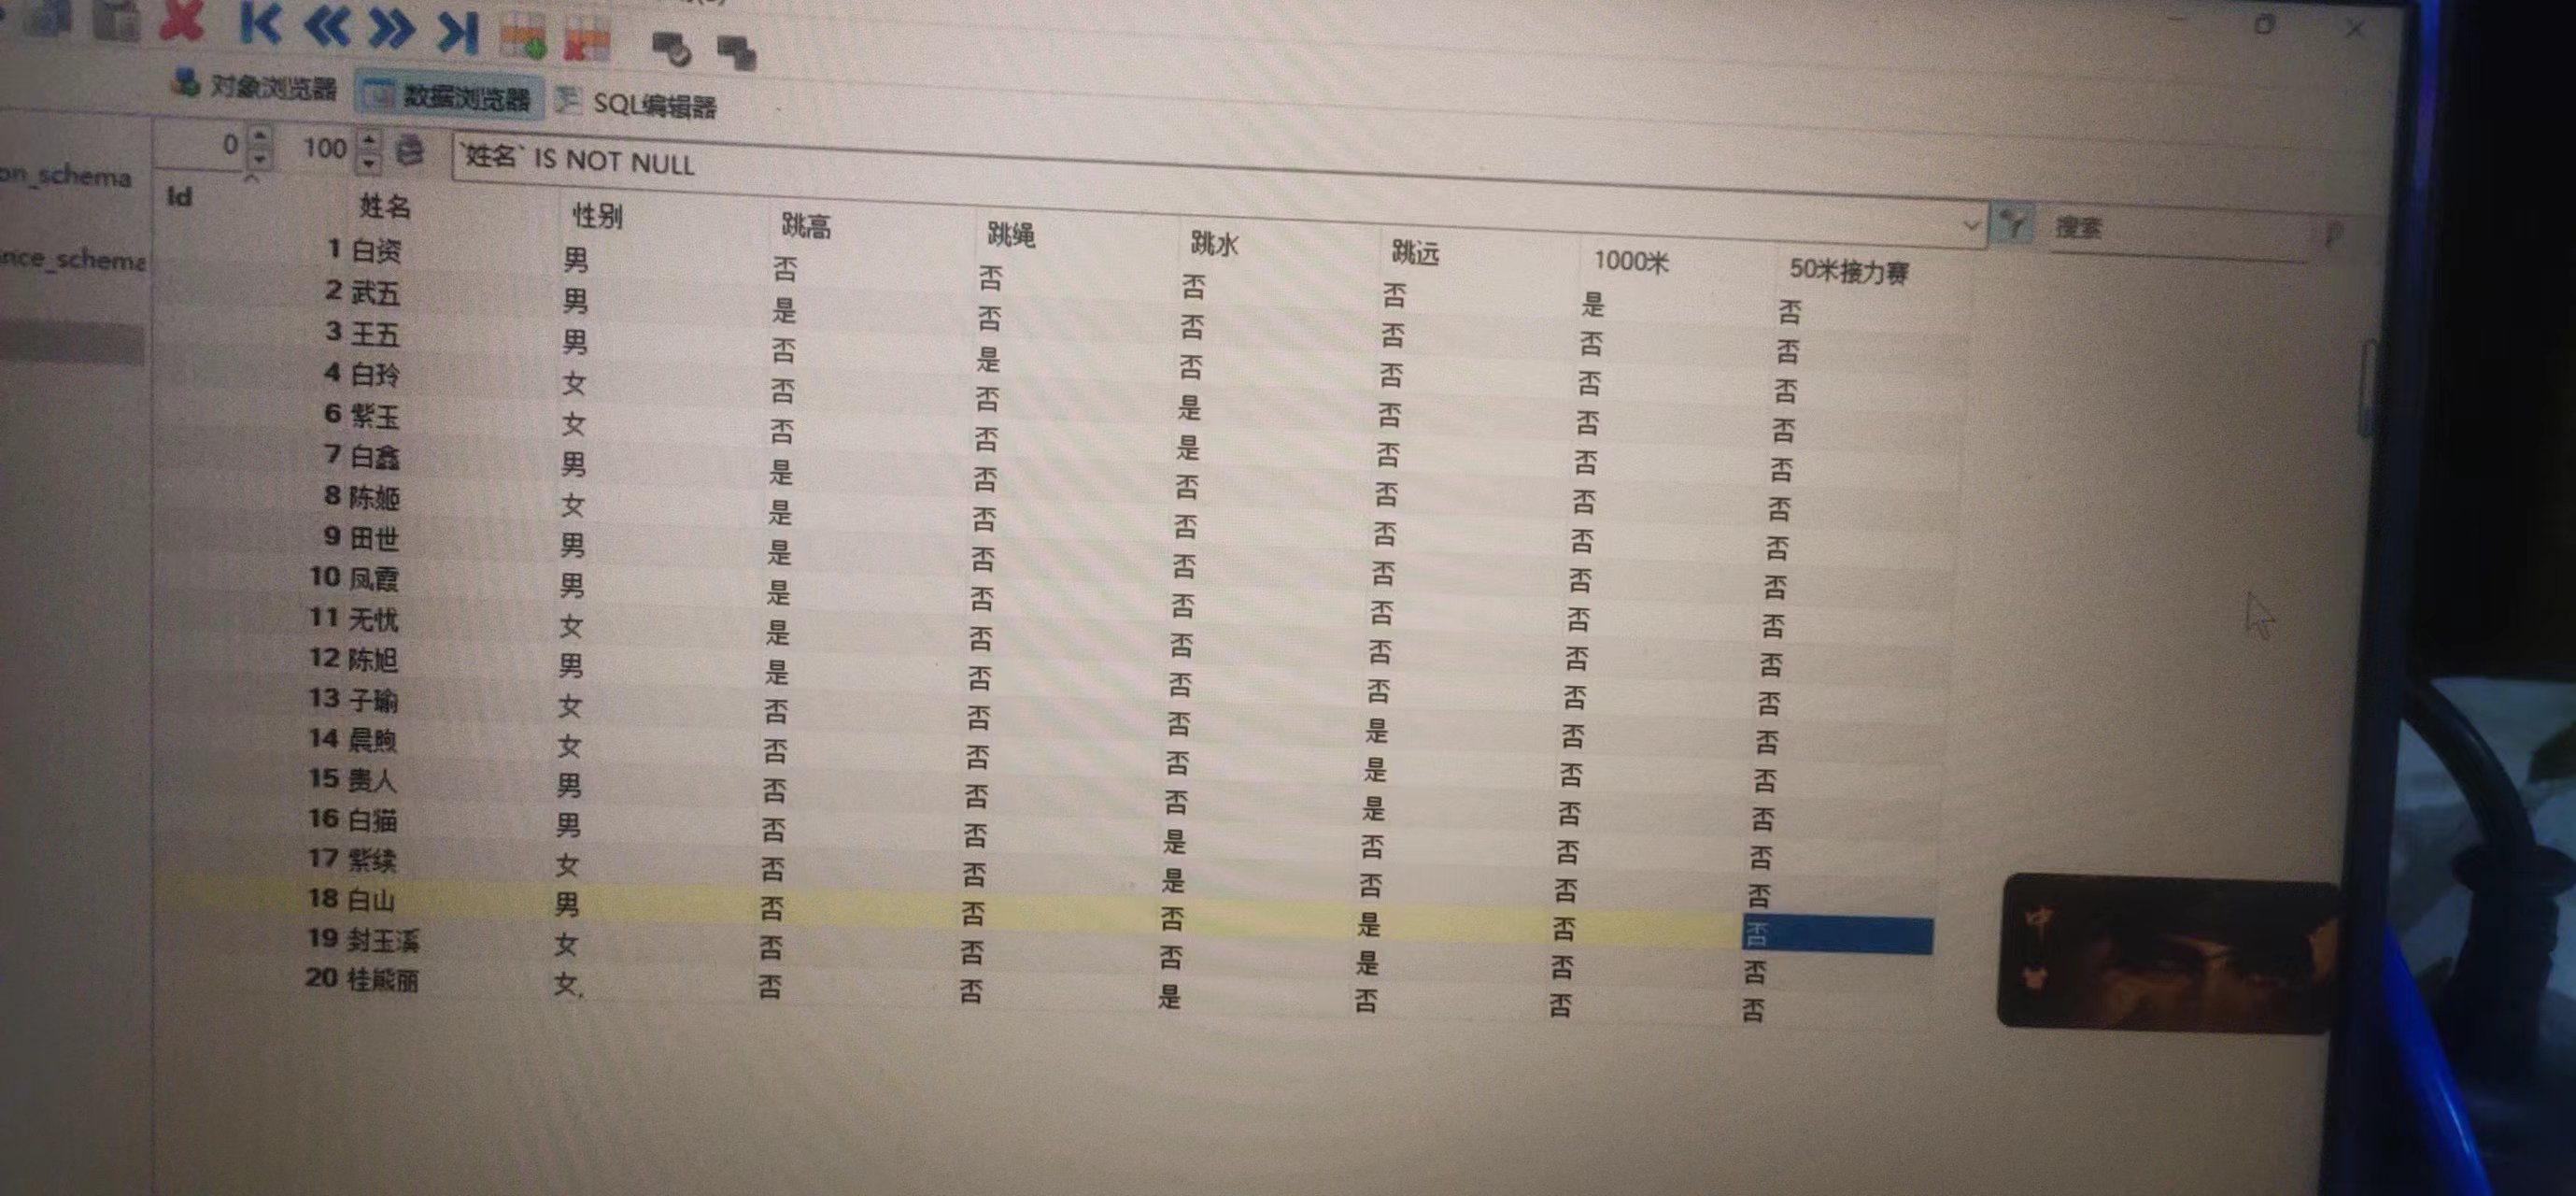 对象浏览器 数据浏览器 SQL编辑器
0 100 `姓名` IS NOT NULL 搜索
on_schema
nce_schema
Id 姓名 性别 跳高 跳绳 跳水 跳远 1000米 50米接力赛
1 白资 男 否 否 否 否 是 否
2 武五 男 是 否 否 否 否 否
3 王五 男 否 是 否 否 否 否
4 白玲 女 否 否 是 否 否 否
6 紫玉 女 否 否 是 否 否 否
7 白鑫 男 是 否 否 否 否 否
8 陈姬 女 是 否 否 否 否 否
9 田世 男 是 否 否 否 否 否
10 凤霞 男 是 否 否 否 否 否
11 无忧 女 是 否 否 否 否 否
12 陈旭 男 是 否 否 否 否 否
13 子瑜 女 否 否 否 是 否 否
14 晨煦 女 否 否 否 是 否 否
15 贵人 男 否 否 否 是 否 否
16 白猫 男 否 否 是 否 否 否
17 紫续 女 否 否 是 否 否 否
18 白山 男 否 否 否 是 否 否
19 封玉溪 女 否 否 否 是 否 否
20 桂熊丽 女. 否 否 是 否 否 否
中